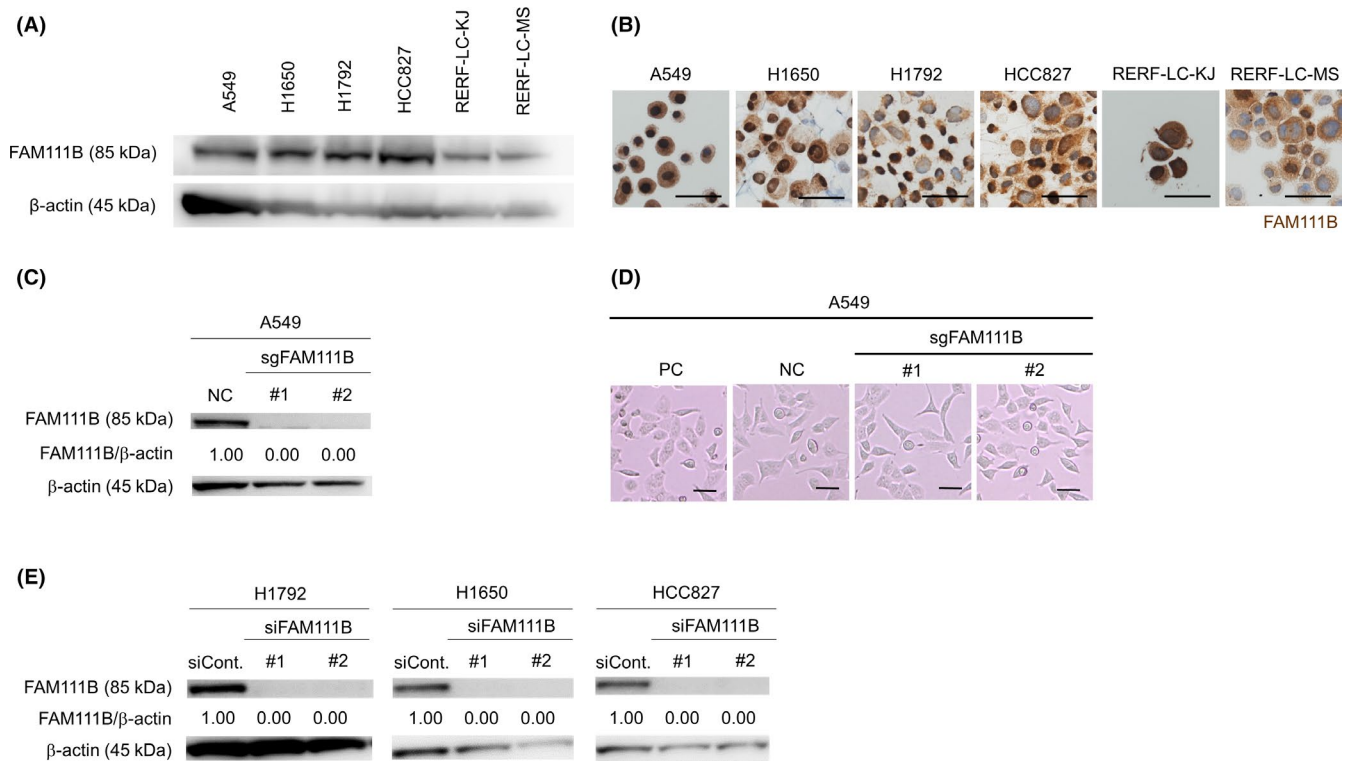 (A)
A549 H1650 H1792 HCC827 RERF-LC-KJ RERF-LC-MS
FAM111B (85 kDa)
β-actin (45 kDa)
(B)
A549 H1650 H1792 HCC827 RERF-LC-KJ RERF-LC-MS
FAM111B
(C)
A549
sgFAM111B
NC #1 #2
FAM111B (85 kDa)
FAM111B/β-actin 1.00 0.00 0.00
β-actin (45 kDa)
(D)
A549
sgFAM111B
PC NC #1 #2
(E)
H1792 H1650 HCC827
siFAM111B siFAM111B siFAM111B
siCont. #1 #2 siCont. #1 #2 siCont. #1 #2
FAM111B (85 kDa)
FAM111B/β-actin 1.00 0.00 0.00 1.00 0.00 0.00 1.00 0.00 0.00
β-actin (45 kDa)